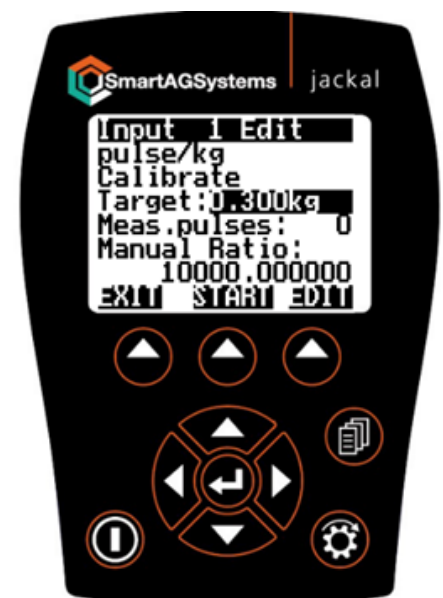 SmartAGSystems jackal
Input 1 Edit
pulse/kg
Calibrate
Target:0.300kg
Meas.pulses: 0
Manual Ratio:
10000.000000
EXIT START EDIT